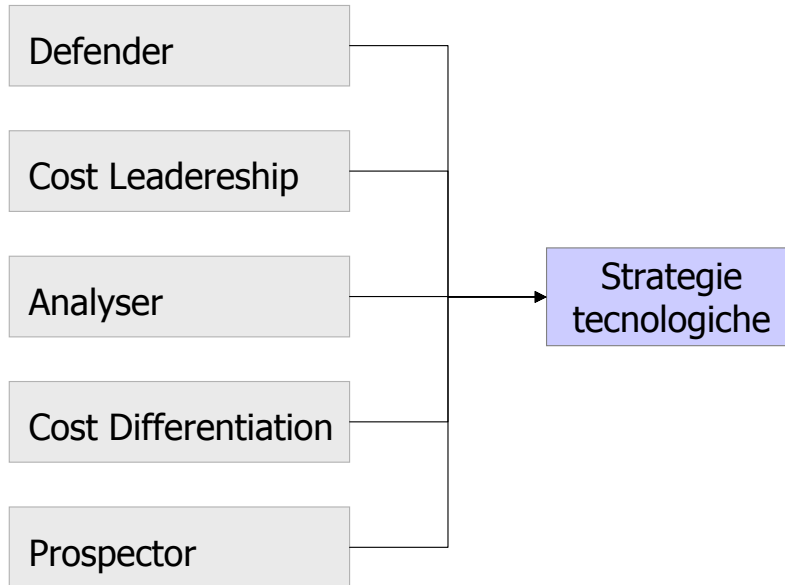 Defender
Cost Leadereship
Analyser
Strategie
tecnologiche
Cost Differentiation
Prospector